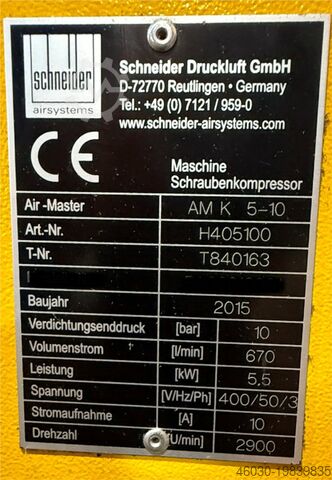 schneider
airsystems
Schneider Druckluft GmbH
D-72770 Reutlingen • Germany
Tel.: +49 (0) 7121 / 959-0
www.schneider-airsystems.com
CE
Maschine
Schraubenkompressor
Air-Master AM K 5-10
Art.-Nr. H405100
T-Nr. T840163
Baujahr 2015
Verdichtungsenddruck [bar] 10
Volumenstrom [l/min] 670
Leistung [kW] 5.5
Spannung [V/Hz/Ph] 400/50/3
Stromaufnahme [A] 10
Drehzahl [U/min] 2900
46030-19839835